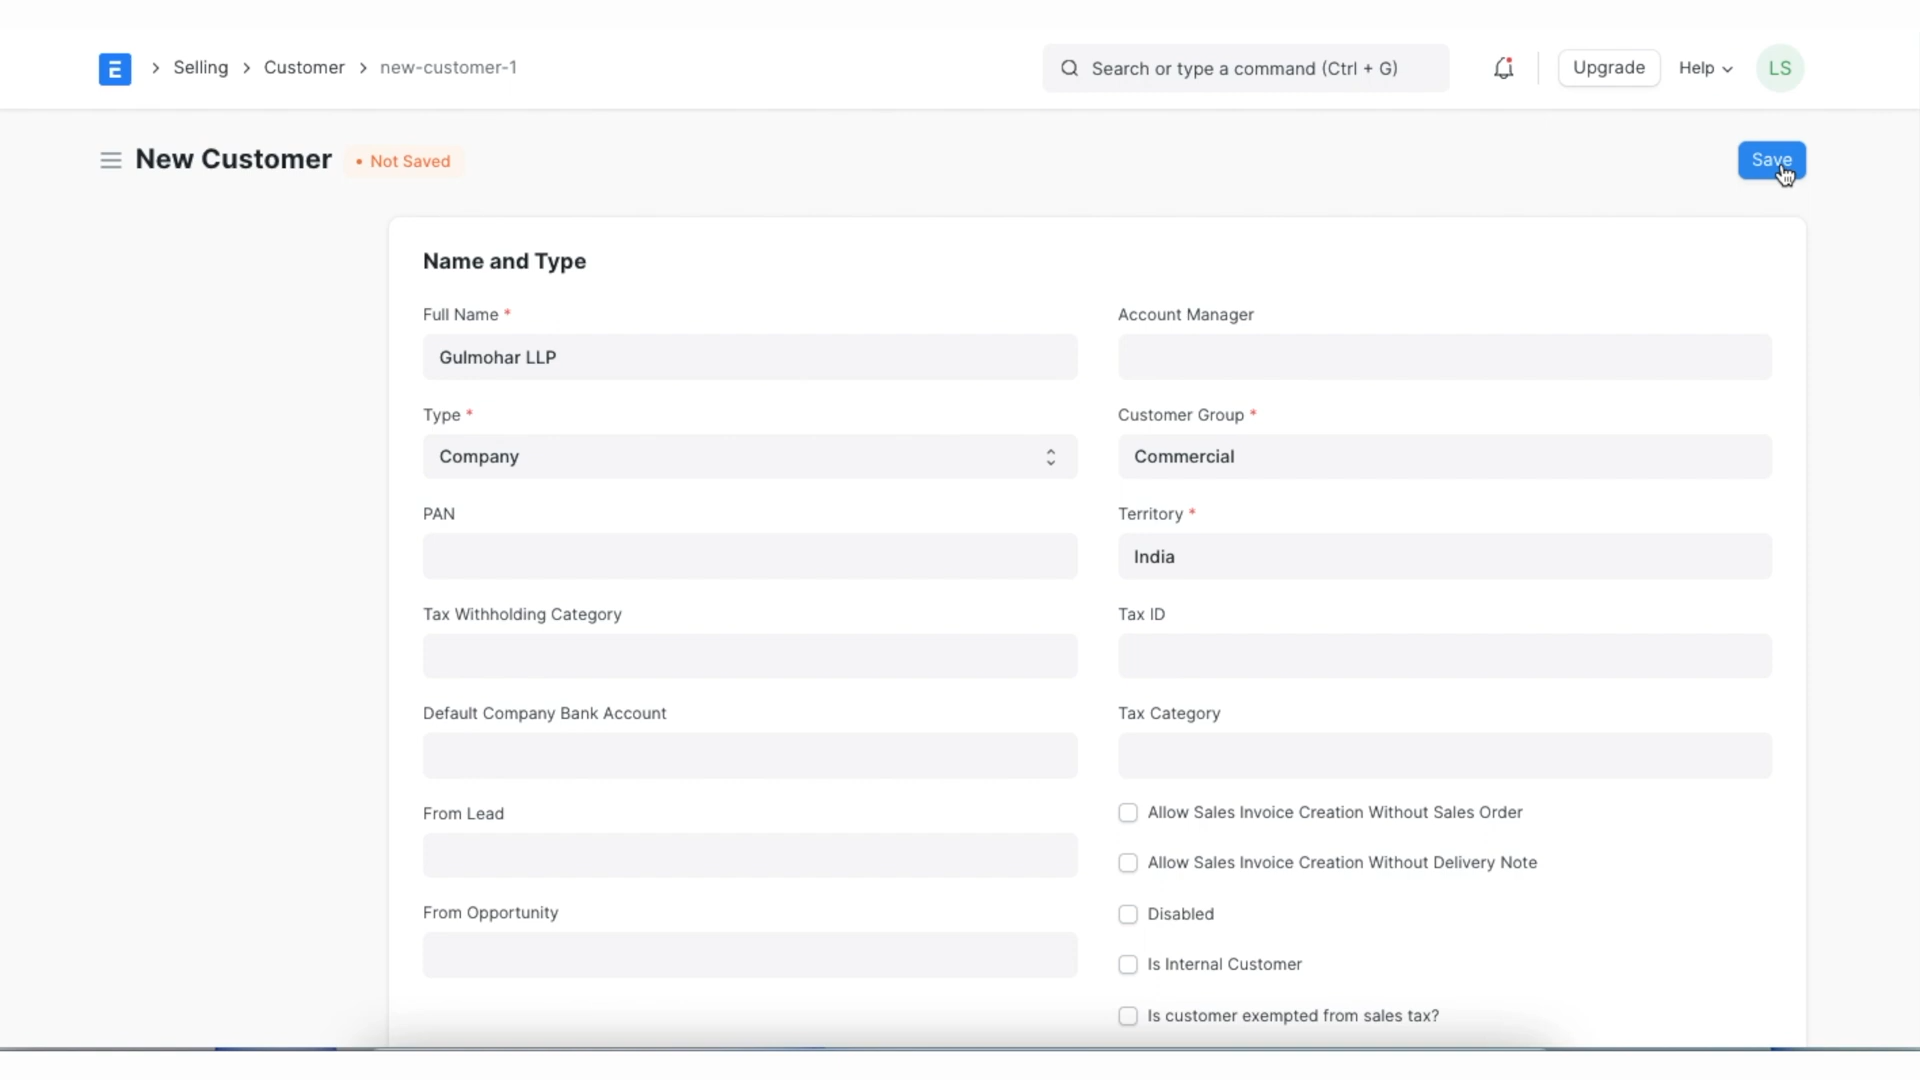 E > Selling > Customer > new-customer-1
Search or type a command (Ctrl + G)
Upgrade
Help
LS
New Customer
• Not Saved
Save
Name and Type
Full Name *
Gulmohar LLP
Account Manager
Type *
Company
Customer Group *
Commercial
PAN
Territory *
India
Tax Withholding Category
Tax ID
Default Company Bank Account
Tax Category
From Lead
Allow Sales Invoice Creation Without Sales Order
Allow Sales Invoice Creation Without Delivery Note
From Opportunity
Disabled
Is Internal Customer
Is customer exempted from sales tax?